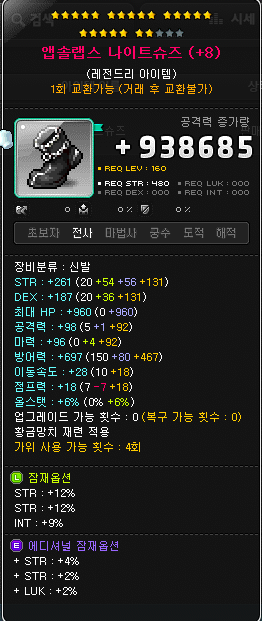 앱솔랩스 나이트슈즈 (+8)
(레전드리 아이템)
1회 교환가능 (거래 후 교환불가)
공격력 증가량
+ 938685
REQ LEV : 160
REQ STR : 480 REQ LUK : 000
REQ DEX : 000 REQ INT : 000
0 0 % 0 %
초보자 전사 마법사 궁수 도적 해적
장비분류 : 신발
STR : +261 (20 +54 +56 +131)
DEX : +187 (20 +36 +131)
최대 HP : +960 (0 +960)
공격력 : +98 (5 +1 +92)
마력 : +96 (0 +4 +92)
방어력 : +697 (150 +80 +467)
이동속도 : +28 (10 +18)
점프력 : +18 (7 -7 +18)
올스탯 : +6% (0% +6%)
업그레이드 가능 횟수 : 0 (복구 가능 횟수 : 0)
황금망치 재련 적용
가위 사용 가능 횟수 : 4회
L 잠재옵션
STR : +12%
STR : +12%
INT : +9%
E 에디셔널 잠재옵션
+ STR : +4%
+ STR : +2%
+ LUK : +2%